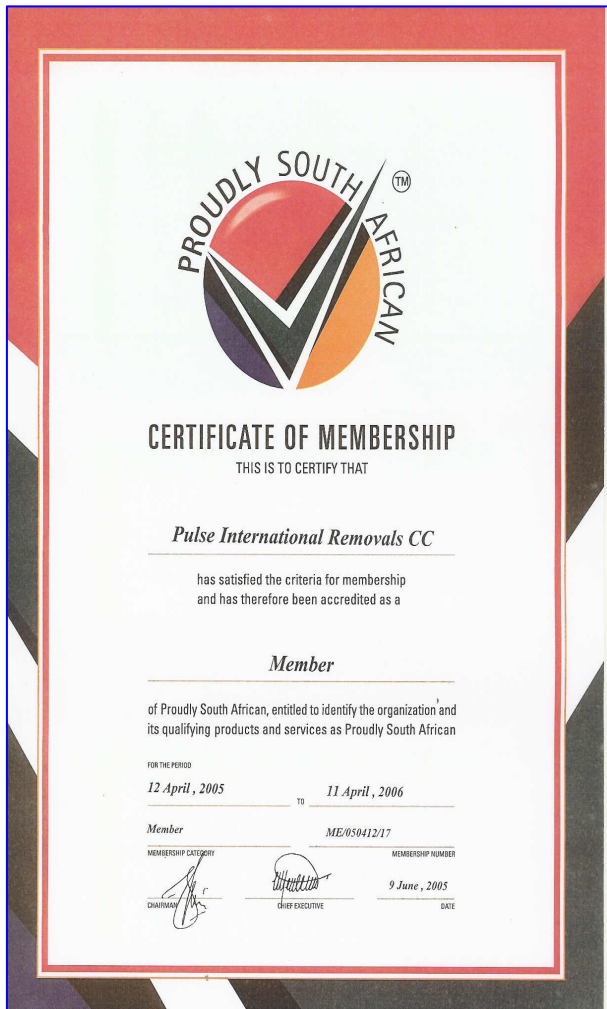 PROUDLY SOUTH AFRICAN
TM
CERTIFICATE OF MEMBERSHIP
THIS IS TO CERTIFY THAT
Pulse International Removals CC
has satisfied the criteria for membership
and has therefore been accredited as a
Member
of Proudly South African, entitled to identify the organization and
its qualifying products and services as Proudly South African
FOR THE PERIOD
12 April , 2005 TO 11 April , 2006
Member ME/050412/17
MEMBERSHIP CATEGORY MEMBERSHIP NUMBER
9 June , 2005
CHAIRMAN CHIEF EXECUTIVE DATE